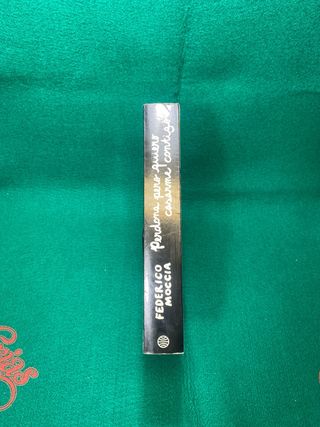 FEDERICO
MOCCIA
Perdona pero quiero
casarme contigo